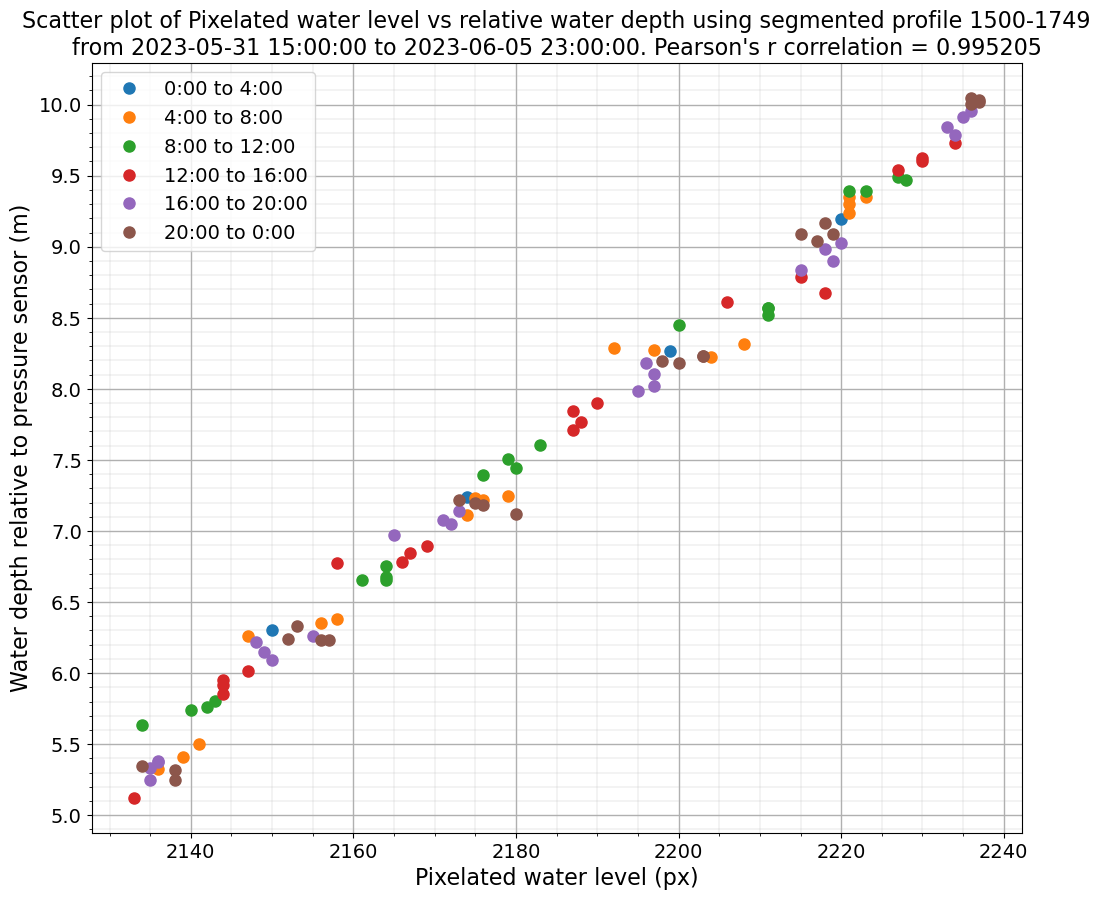 Scatter plot of Pixelated water level vs relative water depth using segmented profile 1500-1749
from 2023-05-31 15:00:00 to 2023-06-05 23:00:00. Pearson's r correlation = 0.995205
0:00 to 4:00
4:00 to 8:00
8:00 to 12:00
12:00 to 16:00
16:00 to 20:00
20:00 to 0:00
Water depth relative to pressure sensor (m)
10.0
9.5
9.0
8.5
8.0
7.5
7.0
6.5
6.0
5.5
5.0
2140 2160 2180 2200 2220 2240
Pixelated water level (px)